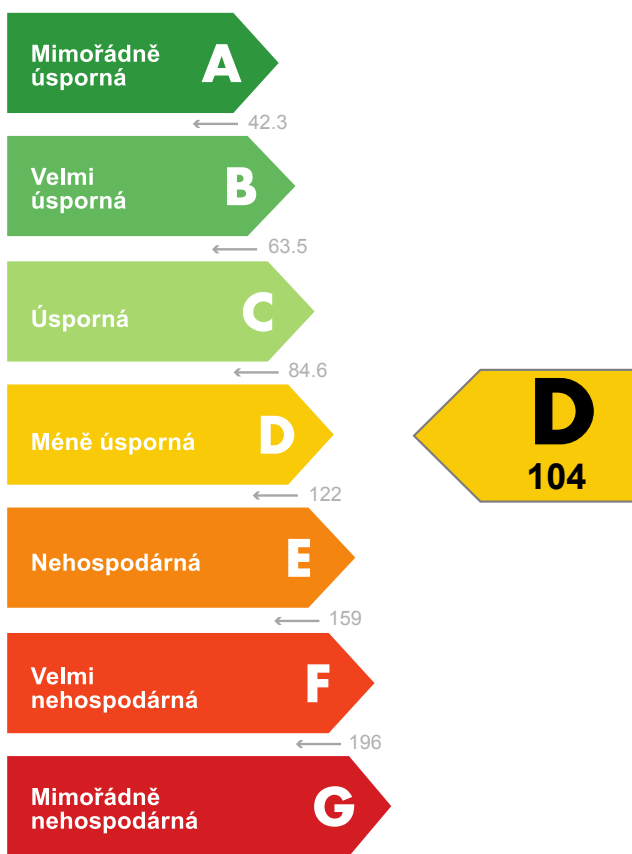 Mimořádně
úsporná
A
42.3
Velmi
úsporná
B
63.5
Úsporná
C
84.6
Méně úsporná
D
D
104
122
Nehospodárná
E
159
Velmi
nehospodárná
F
196
Mimořádně
nehospodárná
G